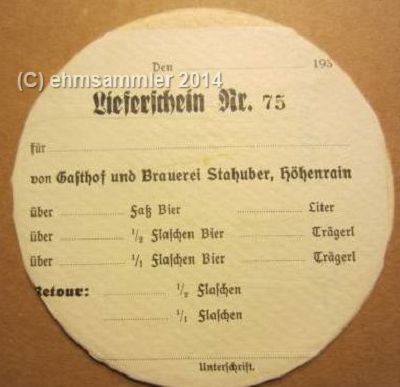 (C) ehmsammler 2014
Den 195
Lieferschein Nr. 75
für
von Gasthof und Brauerei Stahuber, Höhenrain
über Faß Bier Liter
über 1/2 Flaschen Bier Trägerl
über 1/1 Flaschen Bier Trägerl
Retour: 1/2 Flaschen
1/1 Flaschen
Unterschrift.